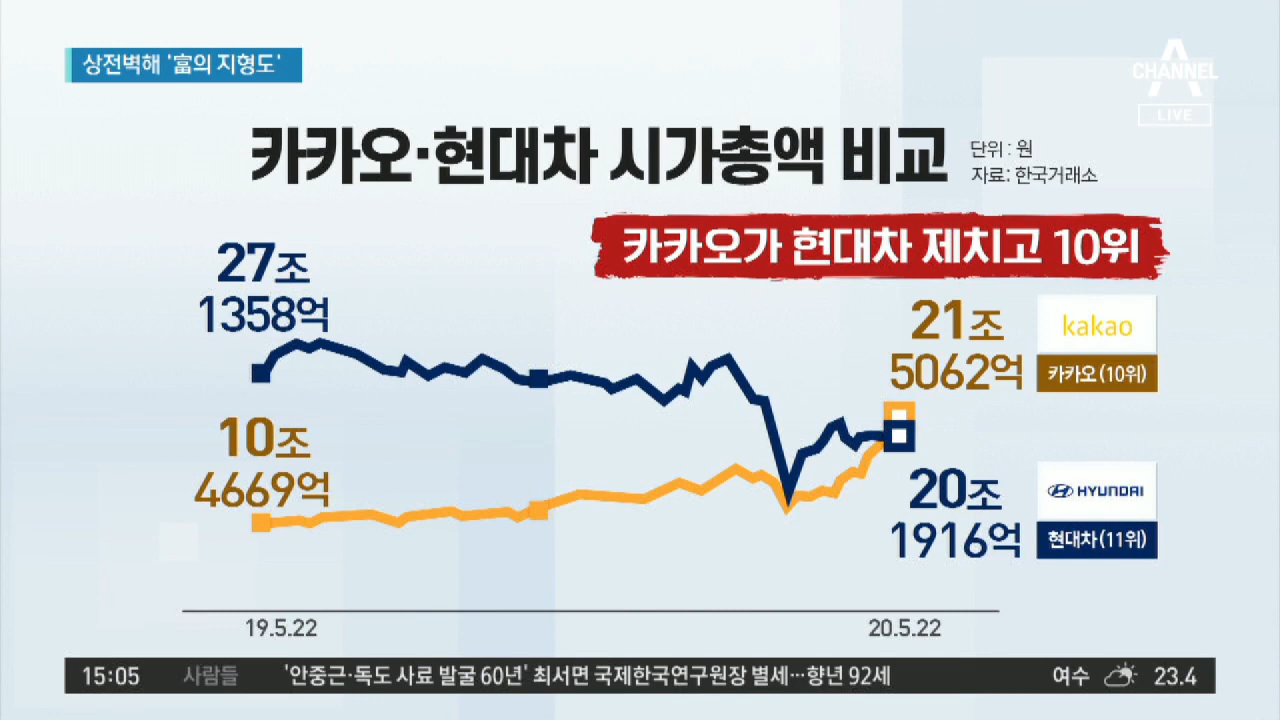 상전벽해 '富의 지형도'
CHANNEL A
LIVE
카카오·현대차 시가총액 비교
단위 : 원
자료 : 한국거래소
카카오가 현대차 제치고 10위
27조
1358억
10조
4669억
21조
5062억
kakao
카카오(10위)
20조
1916억
HYUNDAI
현대차(11위)
19.5.22
20.5.22
15:05 사람들 '안중근·독도 사료 발굴 60년' 최서면 국제한국연구원장 별세…향년 92세 여수 23.4